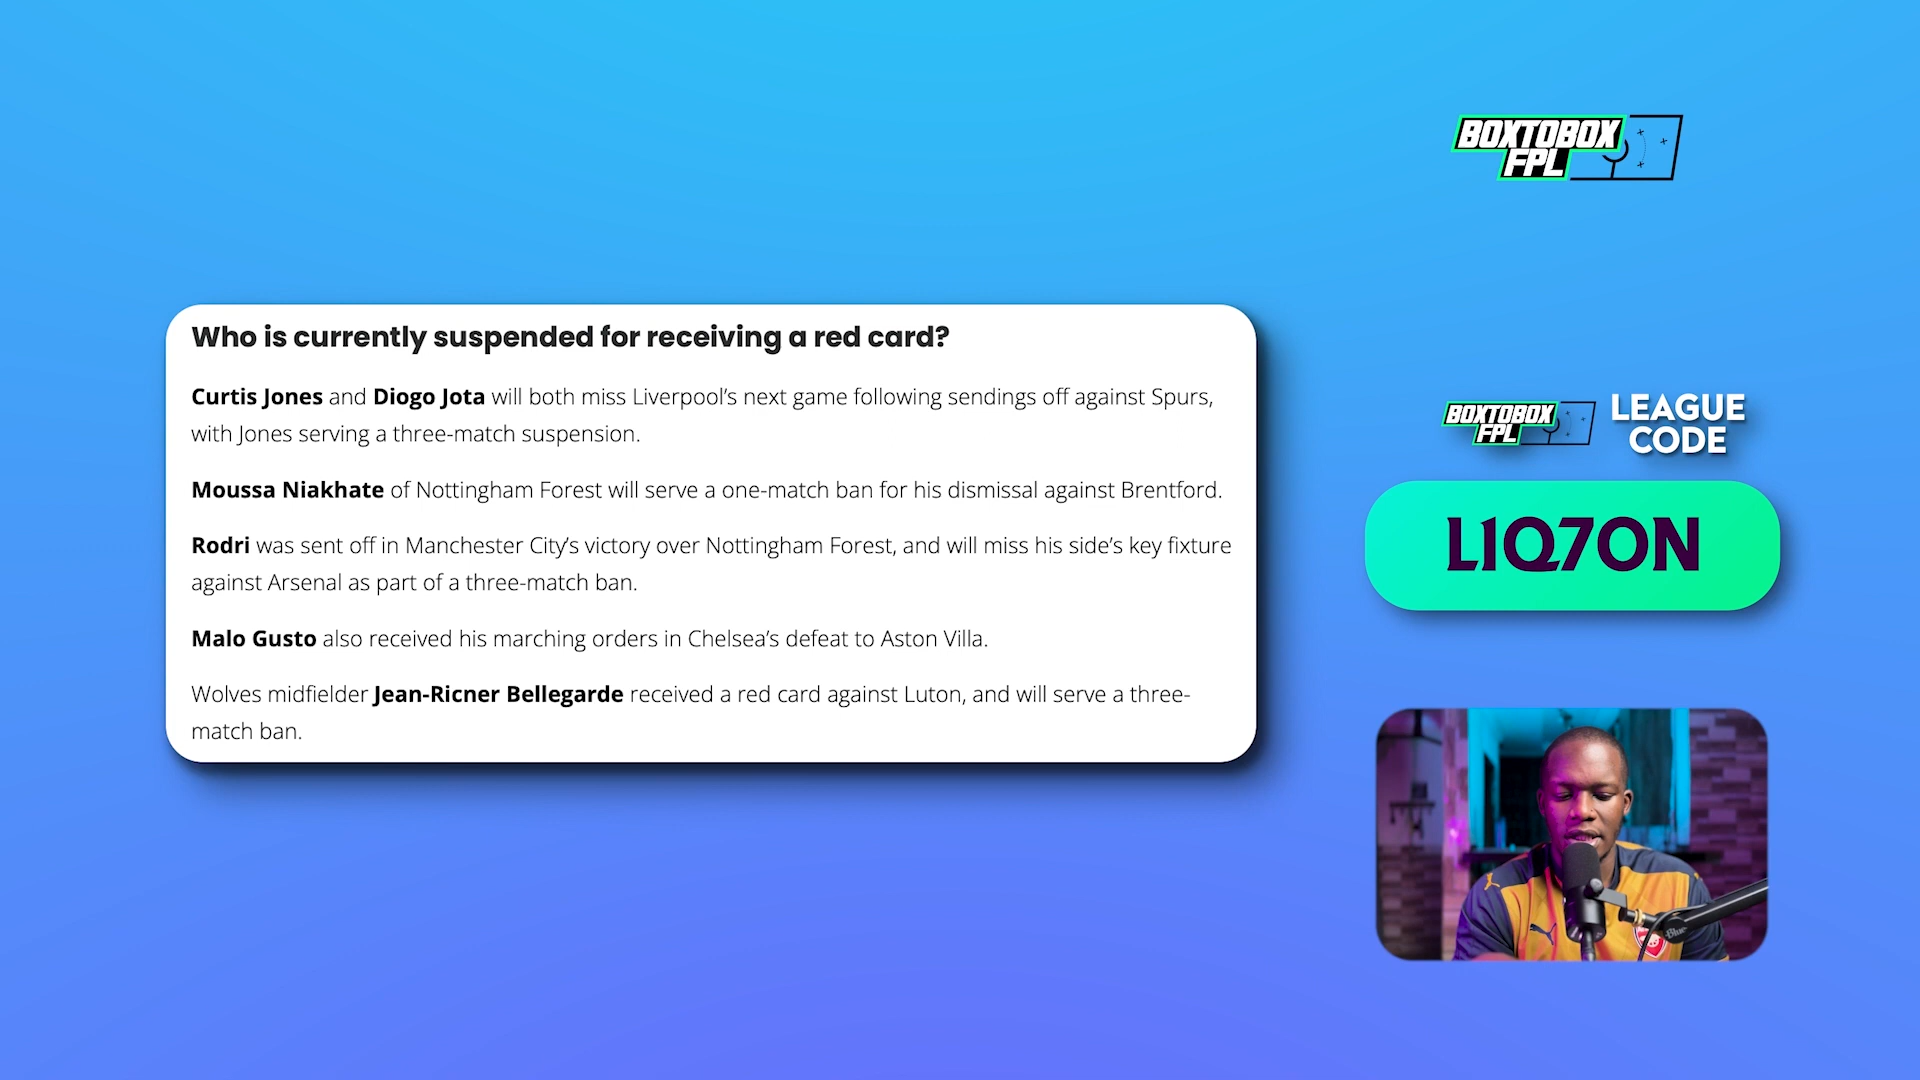 BOXTOBOX
FPL
Who is currently suspended for receiving a red card?
Curtis Jones and Diogo Jota will both miss Liverpool’s next game following sendings off against Spurs,
with Jones serving a three-match suspension.
Moussa Niakhate of Nottingham Forest will serve a one-match ban for his dismissal against Brentford.
Rodri was sent off in Manchester City’s victory over Nottingham Forest, and will miss his side’s key fixture
against Arsenal as part of a three-match ban.
Malo Gusto also received his marching orders in Chelsea’s defeat to Aston Villa.
Wolves midfielder Jean-Ricner Bellegarde received a red card against Luton, and will serve a three-
match ban.
BOXTOBOX
FPL
LEAGUE
CODE
L1Q7ON
Blue